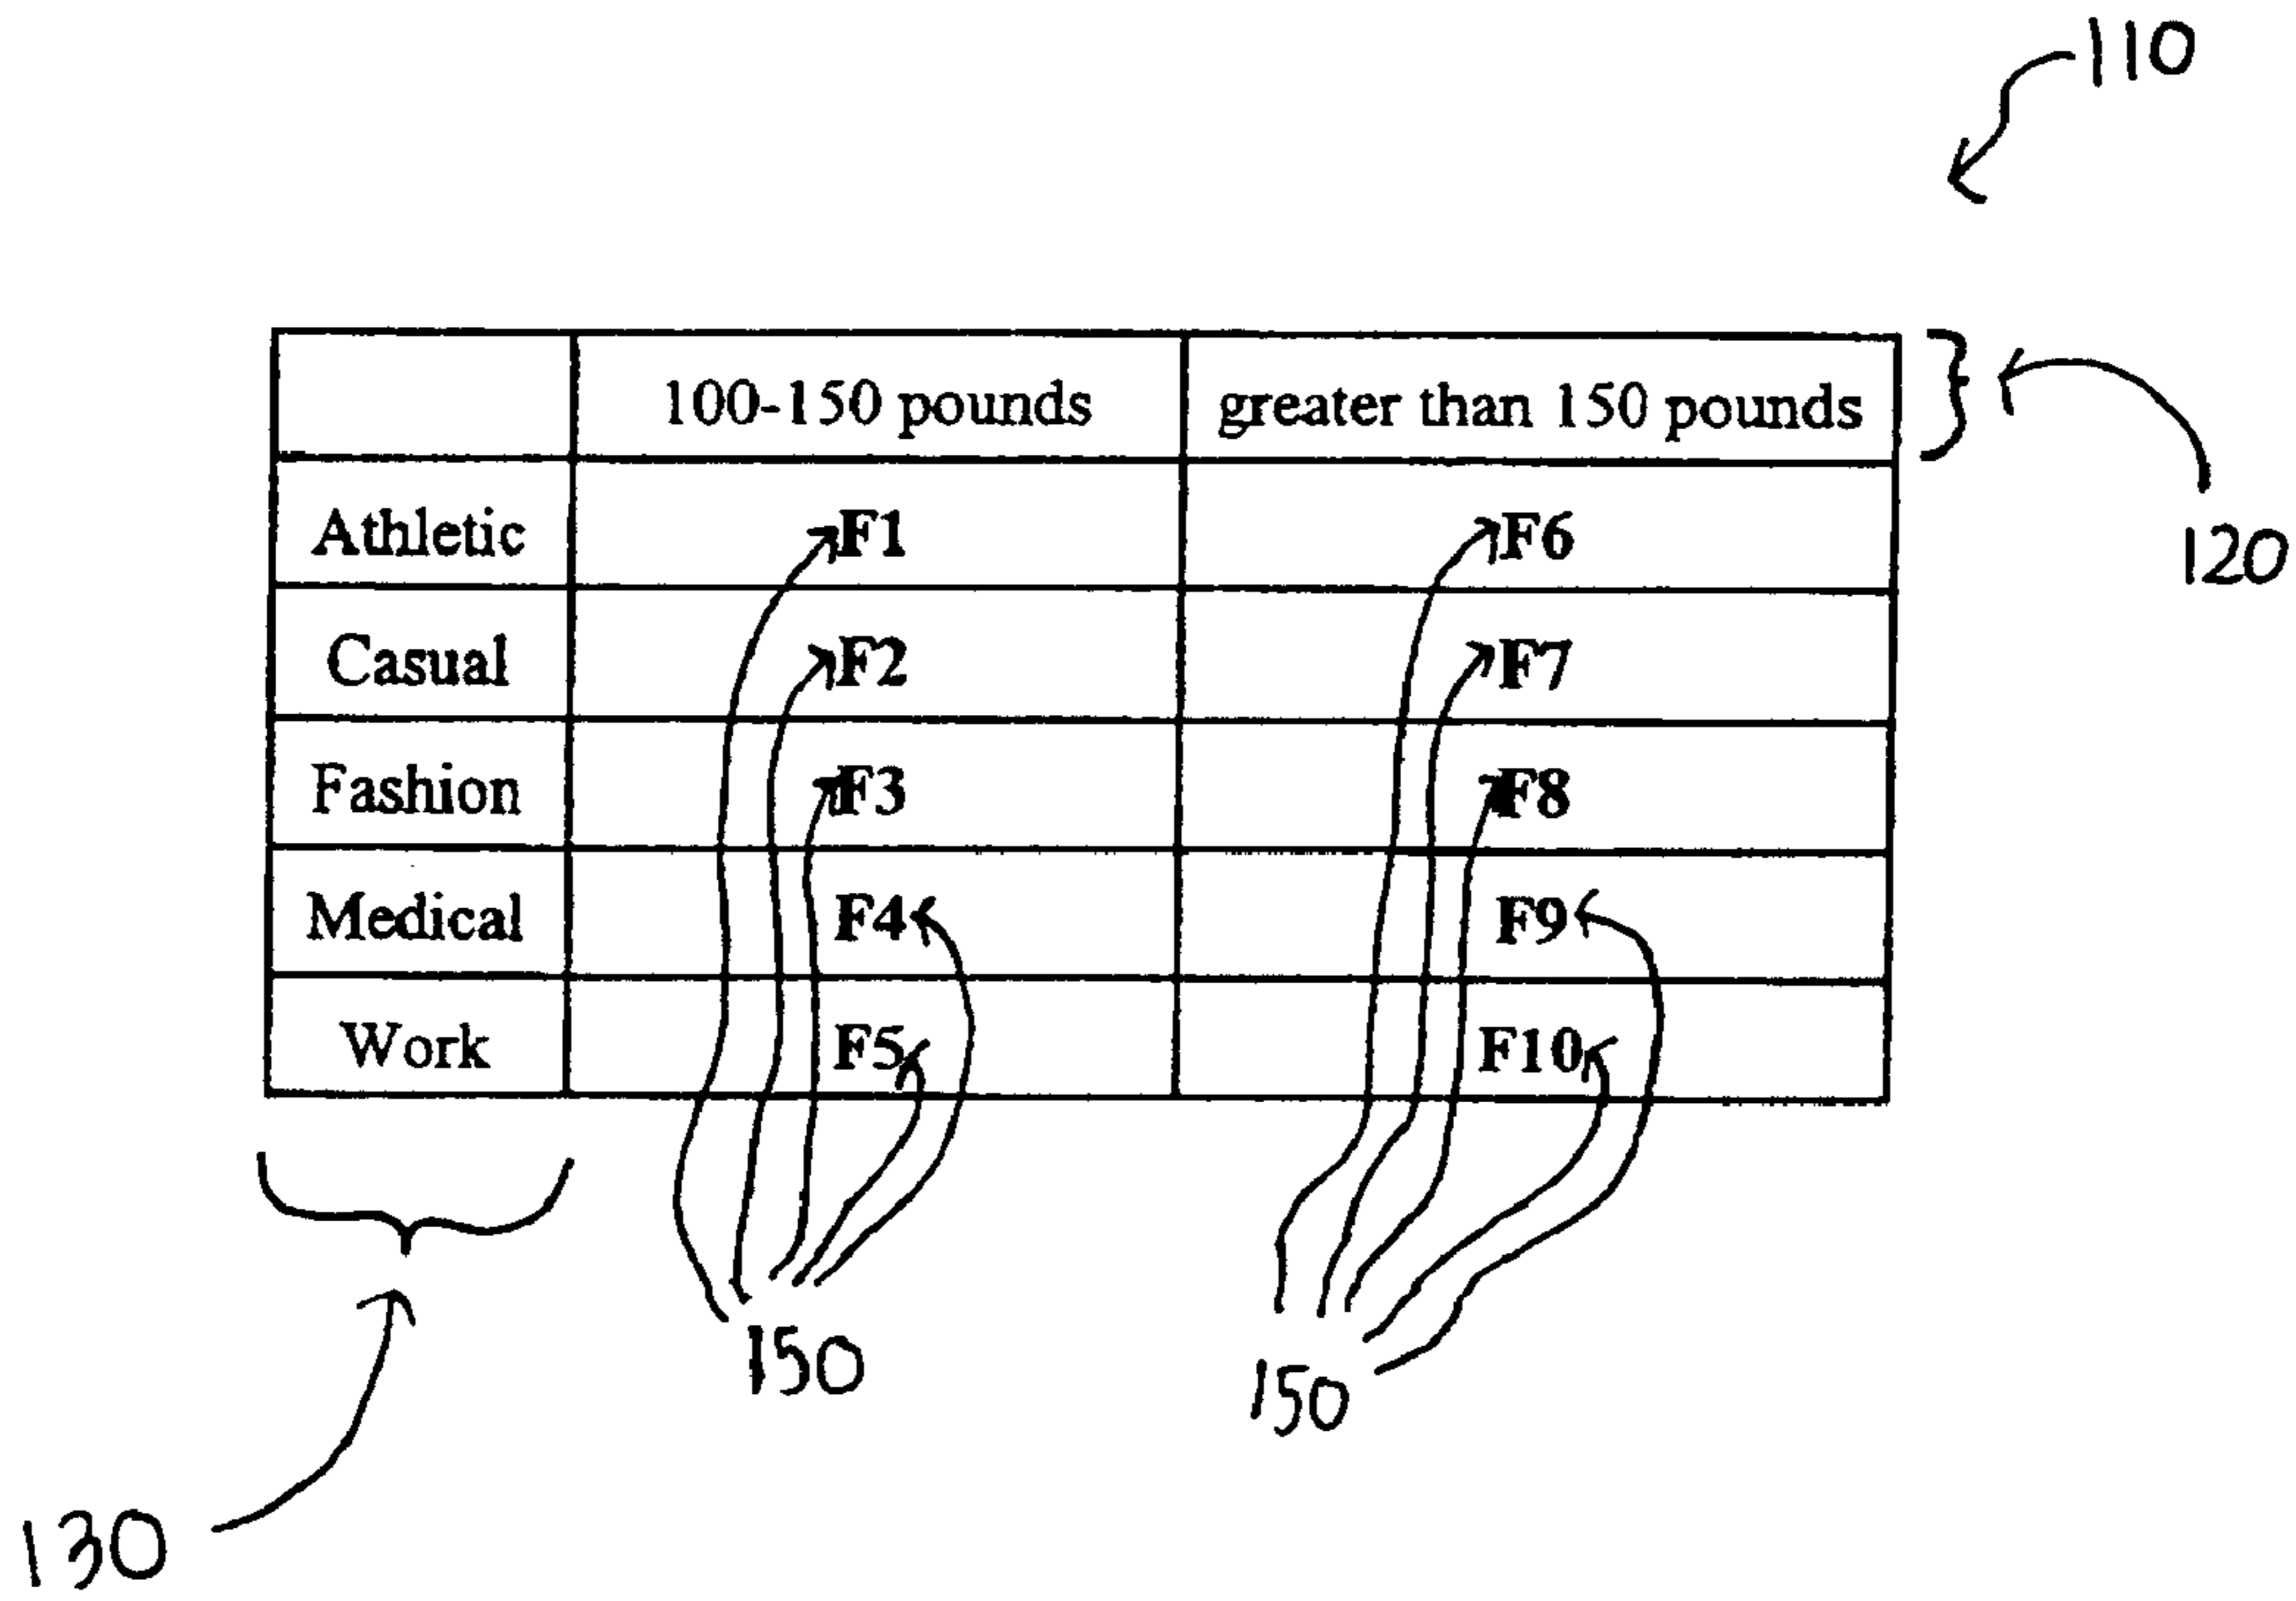 110
100-150 pounds greater than 150 pounds
120
Athletic F1 F6
Casual F2 F7
Fashion F3 F8
Medical F4 F9
Work F5 F10
150 150
130